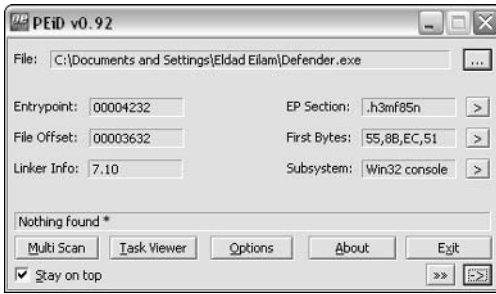 PEiD v0.92
File: C:\Documents and Settings\Eldad Eilam\Defender.exe ...
Entrypoint: 00004232 EP Section: .h3mf85n >
File Offset: 00003632 First Bytes: 55,8B,EC,51 >
Linker Info: 7.10 Subsystem: Win32 console >
Nothing found *
Multi Scan Task Viewer Options About Exit
Stay on top >> ->